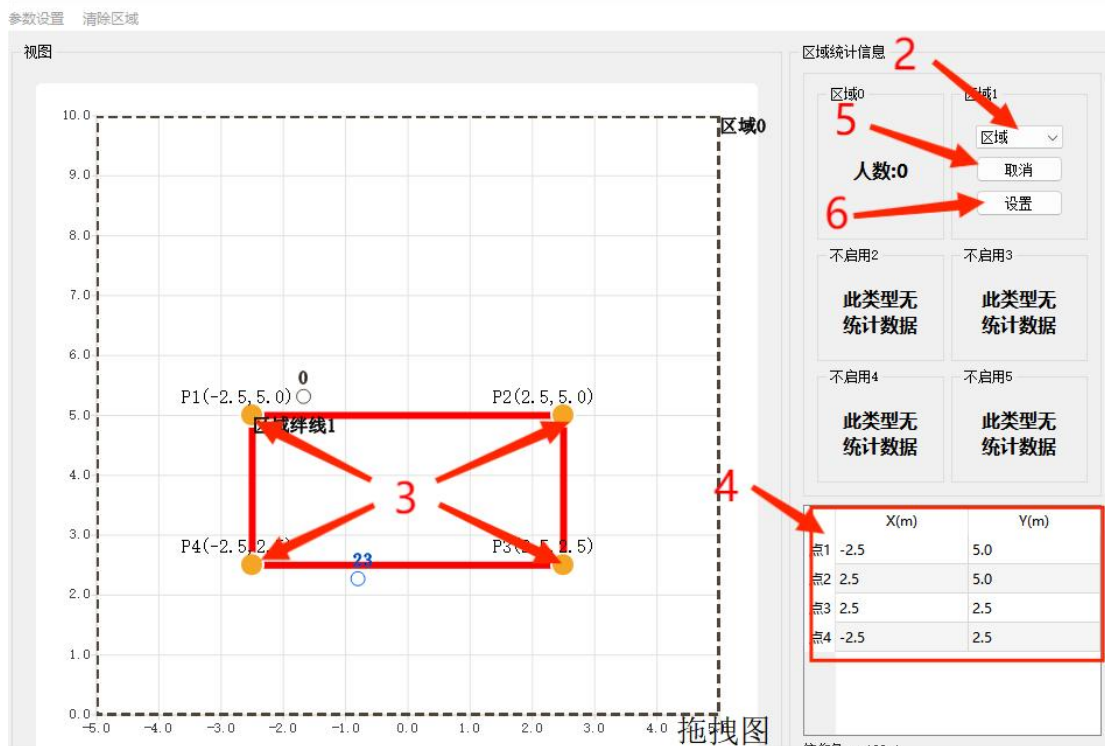 参数设置 清除区域
视图
区域统计信息
2
区域0
区域1
5
区域
人数:0
取消
6
设置
不启用2
不启用3
此类型无
统计数据
此类型无
统计数据
不启用4
不启用5
此类型无
统计数据
此类型无
统计数据
4
X(m) Y(m)
点1 -2.5 5.0
点2 2.5 5.0
点3 2.5 2.5
点4 -2.5 2.5
10.0
区域0
9.0
8.0
7.0
6.0
0
P1(-2.5,5.0)
P2(2.5,5.0)
5.0
区域绊线1
4.0
3
3.0
P4(-2.5,2.5)
P3(2.5,2.5)
23
2.0
1.0
0.0
-5.0 -4.0 -3.0 -2.0 -1.0 0.0 1.0 2.0 3.0 4.0
拖拽图